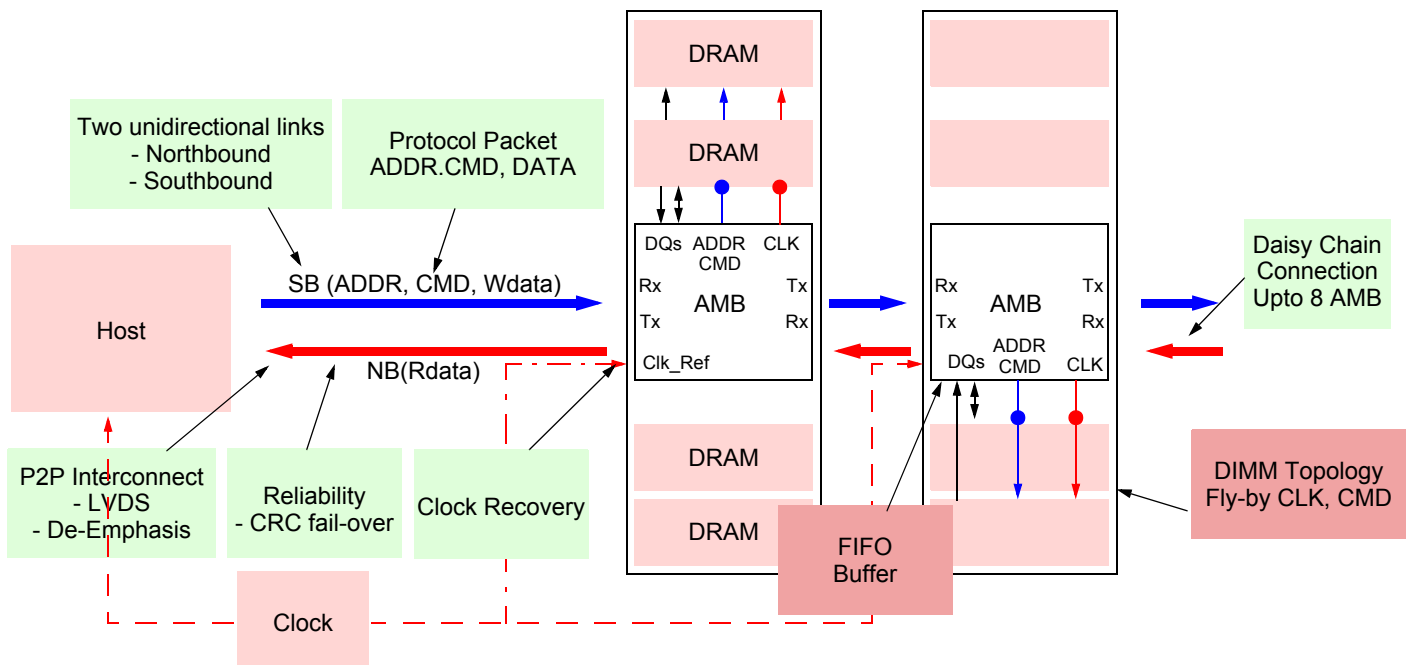 DRAM
DRAM
Two unidirectional links
- Northbound
- Southbound
Protocol Packet
ADDR.CMD, DATA
Host
SB (ADDR, CMD, Wdata)
NB(Rdata)
DQs ADDR CLK
CMD
Rx Tx
AMB
Tx Rx
Clk_Ref
Rx Tx
AMB
Tx Rx
DQs ADDR CLK
CMD
Daisy Chain
Connection
Upto 8 AMB
P2P Interconnect
- LVDS
- De-Emphasis
Reliability
- CRC fail-over
Clock Recovery
DRAM
DRAM
FIFO
Buffer
DIMM Topology
Fly-by CLK, CMD
Clock